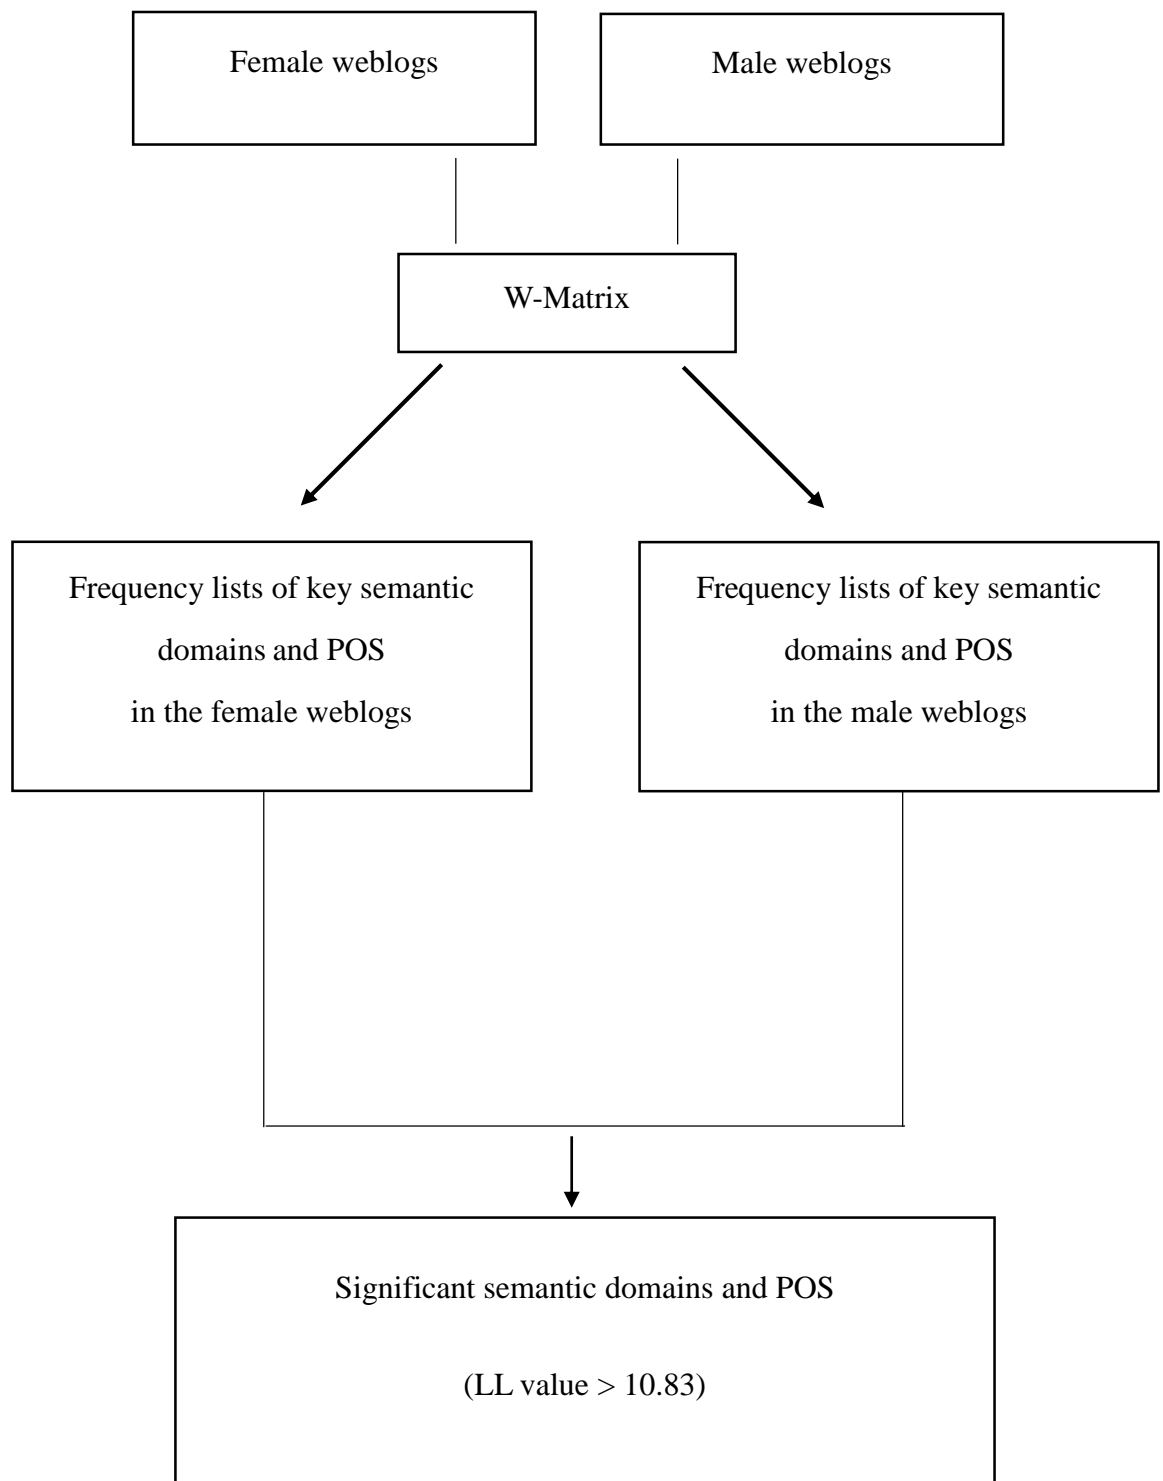 Female weblogs
Male weblogs
W-Matrix
Frequency lists of key semantic
domains and POS
in the female weblogs
Frequency lists of key semantic
domains and POS
in the male weblogs
Significant semantic domains and POS
(LL value > 10.83)